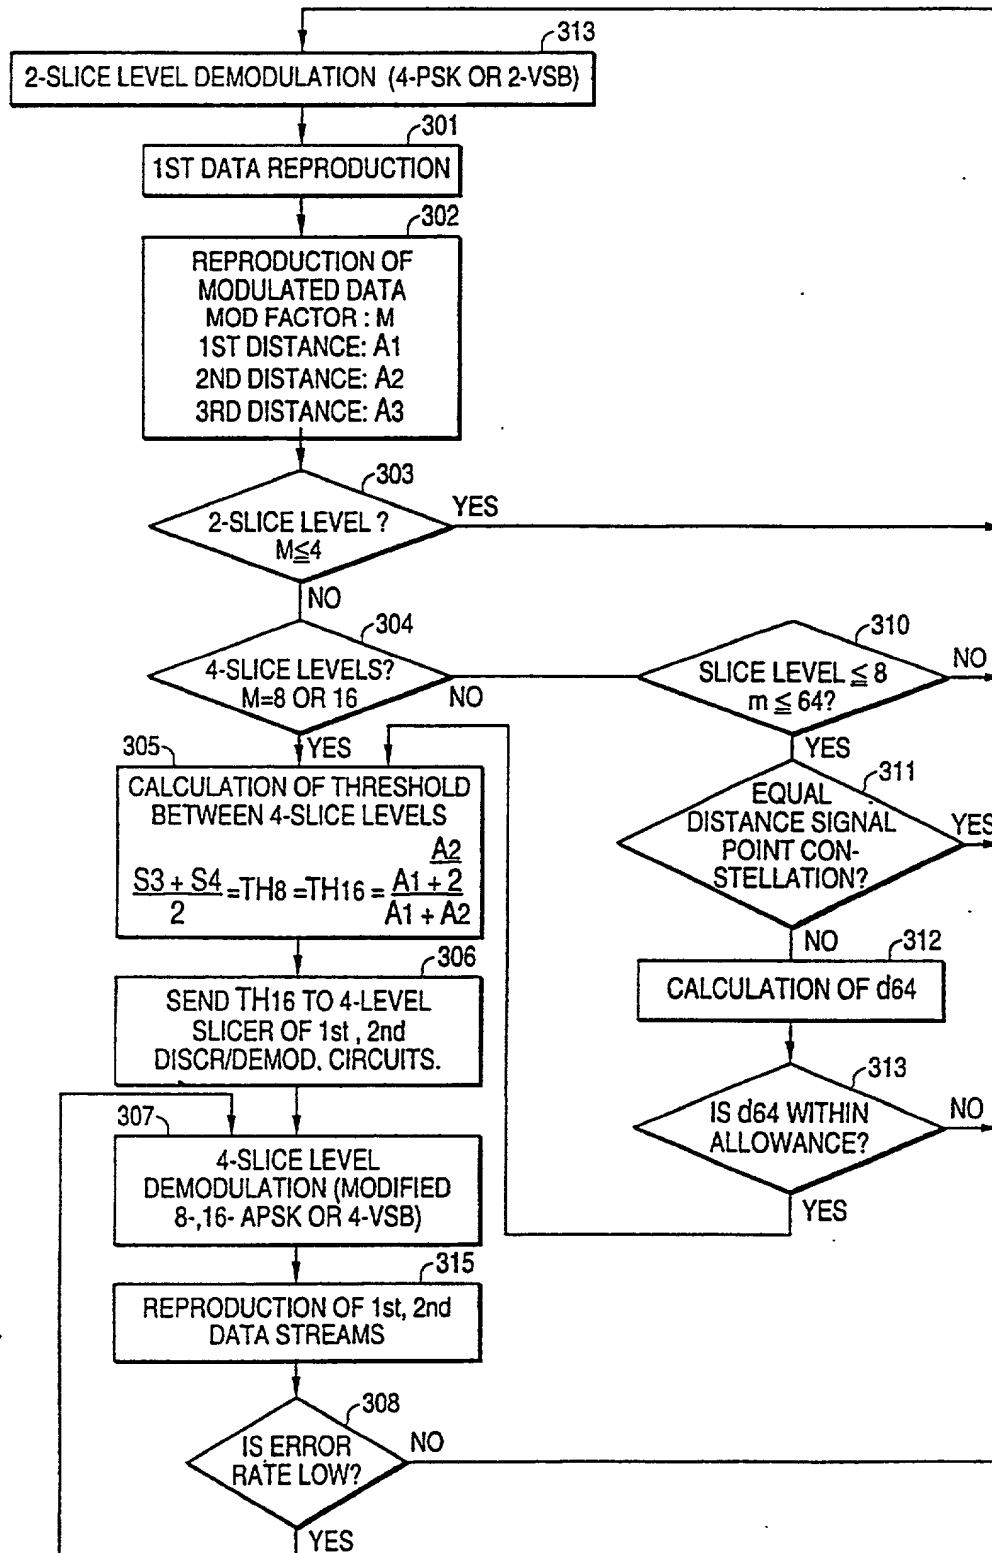 313
2-SLICE LEVEL DEMODULATION (4-PSK OR 2-VSB)
301
1ST DATA REPRODUCTION
302
REPRODUCTION OF
MODULATED DATA
MOD FACTOR : M
1ST DISTANCE: A1
2ND DISTANCE: A2
3RD DISTANCE: A3
303
2-SLICE LEVEL ?
M≦4
YES
NO
304
4-SLICE LEVELS?
M=8 OR 16
NO
YES
310
SLICE LEVEL ≦ 8
m ≦ 64?
NO
YES
305
CALCULATION OF THRESHOLD
BETWEEN 4-SLICE LEVELS
A2
S3 + S4 =TH8 =TH16 = A1 + 2
2 A1 + A2
311
EQUAL
DISTANCE SIGNAL
POINT CON-
STELLATION?
YES
NO
306
SEND TH16 TO 4-LEVEL
SLICER OF 1st , 2nd
DISCR/DEMOD. CIRCUITS.
312
CALCULATION OF d64
313
IS d64 WITHIN
ALLOWANCE?
NO
YES
307
4-SLICE LEVEL
DEMODULATION (MODIFIED
8-,16- APSK OR 4-VSB)
315
REPRODUCTION OF 1st, 2nd
DATA STREAMS
308
IS ERROR
RATE LOW?
NO
YES